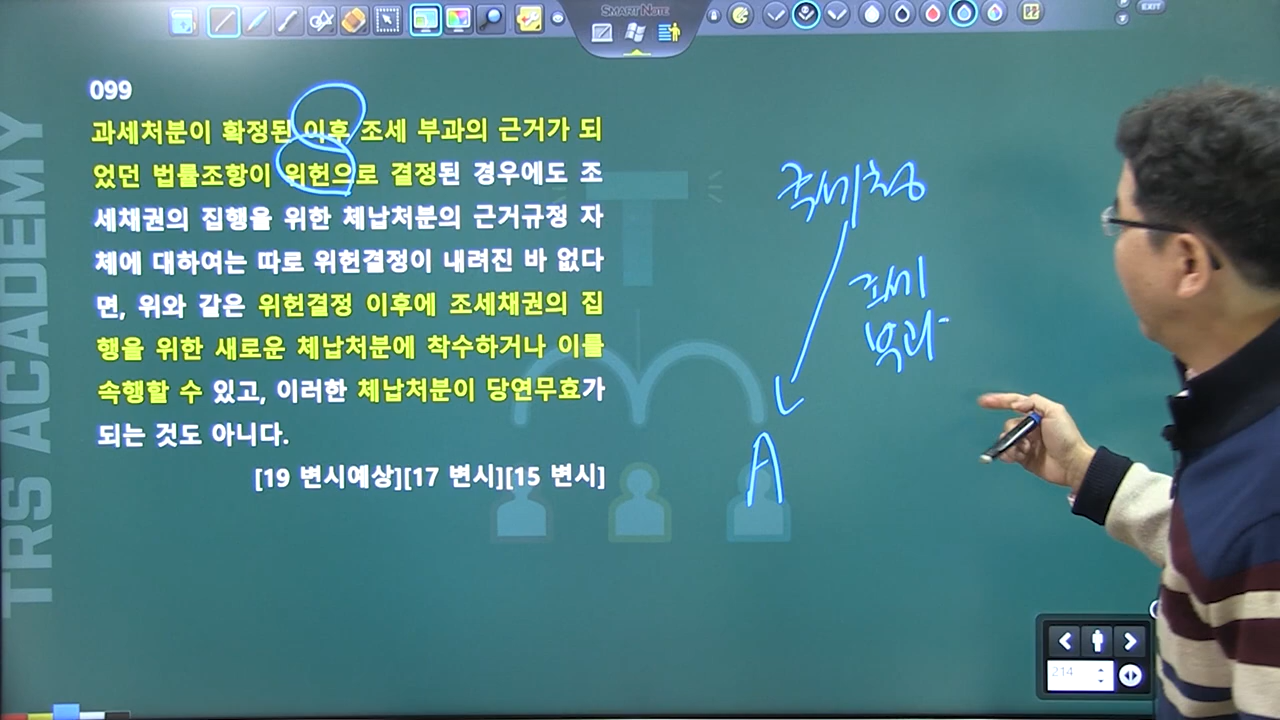 SMART NOTE
EXIT
TRS ACADEMY
099
과세처분이 확정된 이후 조세 부과의 근거가 되
었던 법률조항이 위헌으로 결정된 경우에도 조
세채권의 집행을 위한 체납처분의 근거규정 자
체에 대하여는 따로 위헌결정이 내려진 바 없다
면, 위와 같은 위헌결정 이후에 조세채권의 집
행을 위한 새로운 체납처분에 착수하거나 이를
속행할 수 있고, 이러한 체납처분이 당연무효가
되는 것도 아니다.
[19 변시예상][17 변시][15 변시]
국세청
조세
부과
A
214